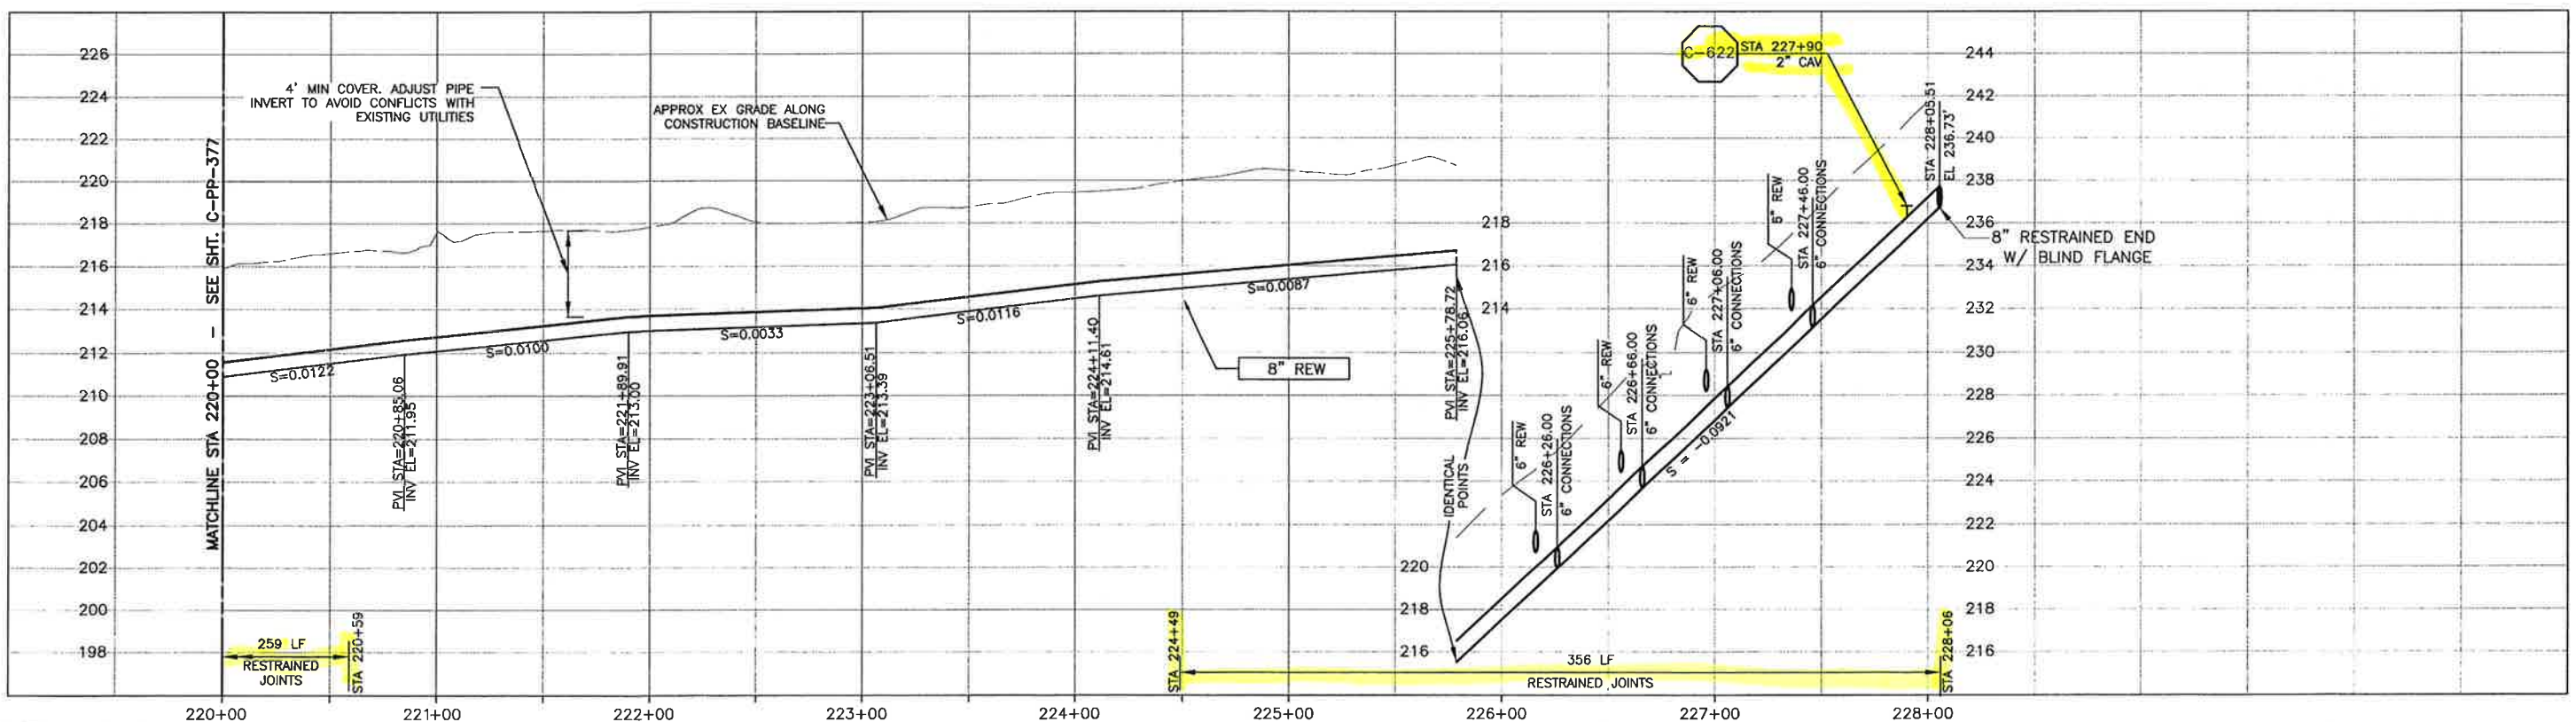 226
224
222
220
218
216
214
212
210
208
206
204
202
200
198
MATCHLINE STA 220+00 - SEE SHT. C-PP-377
4' MIN COVER. ADJUST PIPE
INVERT TO AVOID CONFLICTS WITH
EXISTING UTILITIES
APPROX EX GRADE ALONG
CONSTRUCTION BASELINE
S=0.0122
PVI STA=220+85.06
INV EL=211.95
S=0.0100
PVI STA=221+89.91
INV EL=213.00
S=0.0033
PVI STA=223+06.51
INV EL=213.39
S=0.0116
PVI STA=224+11.40
INV EL=214.61
S=0.0087
8" REW
PVI STA=225+78.72
INV EL=216.06
218
216
214
IDENTICAL
POINTS
220
218
216
6" REW
STA 226+26.00
6" CONNECTIONS
6" REW
STA 226+66.00
6" CONNECTIONS
6" REW
STA 227+06.00
6" CONNECTIONS
6" REW
STA 227+46.00
6" CONNECTIONS
S = -0.0921
C-622
STA 227+90
2" CAV
STA 228+05.51
EL 236.73'
8" RESTRAINED END
W/ BLIND FLANGE
244
242
240
238
236
234
232
230
228
226
224
222
220
218
216
259 LF
RESTRAINED
JOINTS
STA 220+59
STA 224+49
356 LF
RESTRAINED JOINTS
STA 228+06
220+00
221+00
222+00
223+00
224+00
225+00
226+00
227+00
228+00